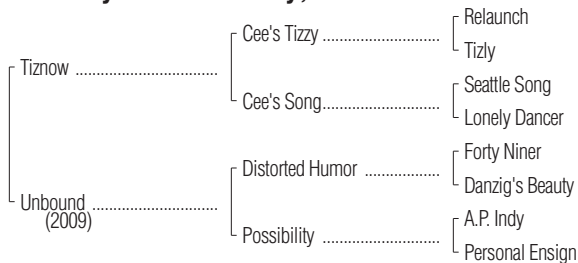 Relaunch
Cee's Tizzy ..............................
Tizly
Tiznow ....................................
Seattle Song
Cee's Song..............................
Lonely Dancer
Forty Niner
Distorted Humor ...................
Danzig's Beauty
Unbound ................................
(2009)
A.P. Indy
Possibility ..............................
Personal Ensign